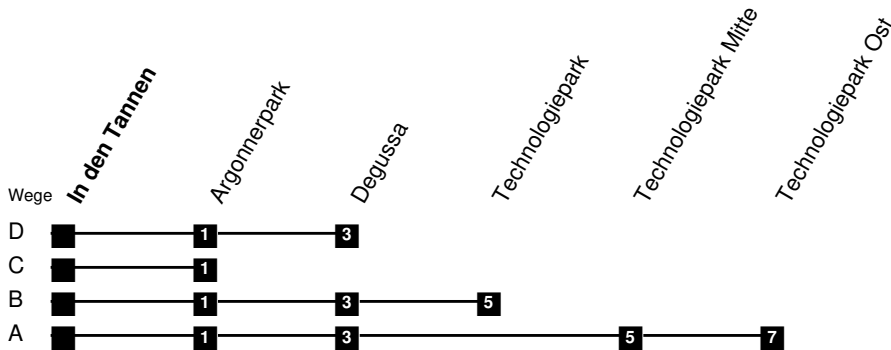 In den Tannen
Argonnerpark
Degussa
Technologiepark
Technologiepark Mitte
Technologiepark Ost
Wege
D 1 3
C 1
B 1 3 5
A 1 3 5 7